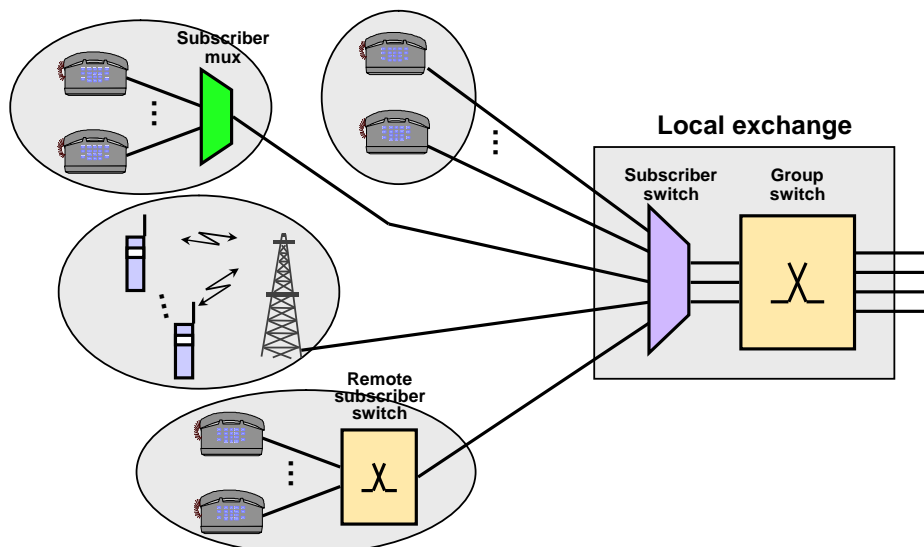 Subscriber
mux
Local exchange
Subscriber
switch
Group
switch
Remote
subscriber
switch